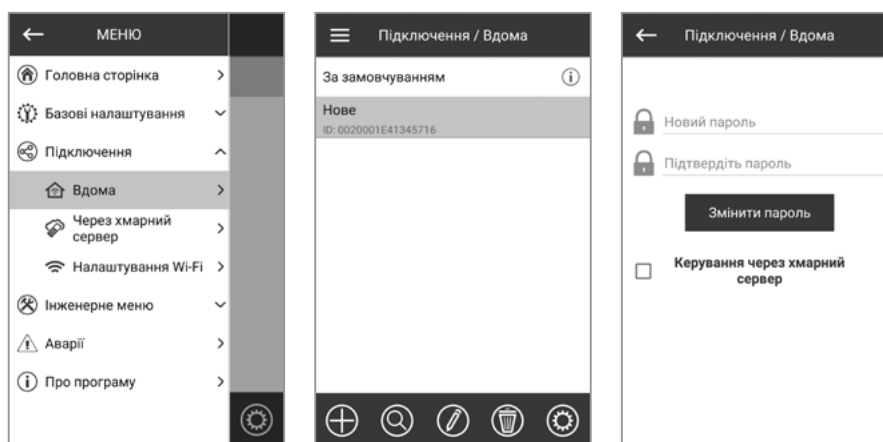 МЕНЮ
Головна сторінка
Базові налаштування
Підключення
Вдома
Через хмарний
сервер
Налаштування Wi-Fi
Інженерне меню
Аварії
Про програму
Підключення / Вдома
За замовчуванням
Нове
ID: 0020001E41345716
Підключення / Вдома
Новий пароль
Підтвердіть пароль
Змінити пароль
Керування через хмарний
сервер